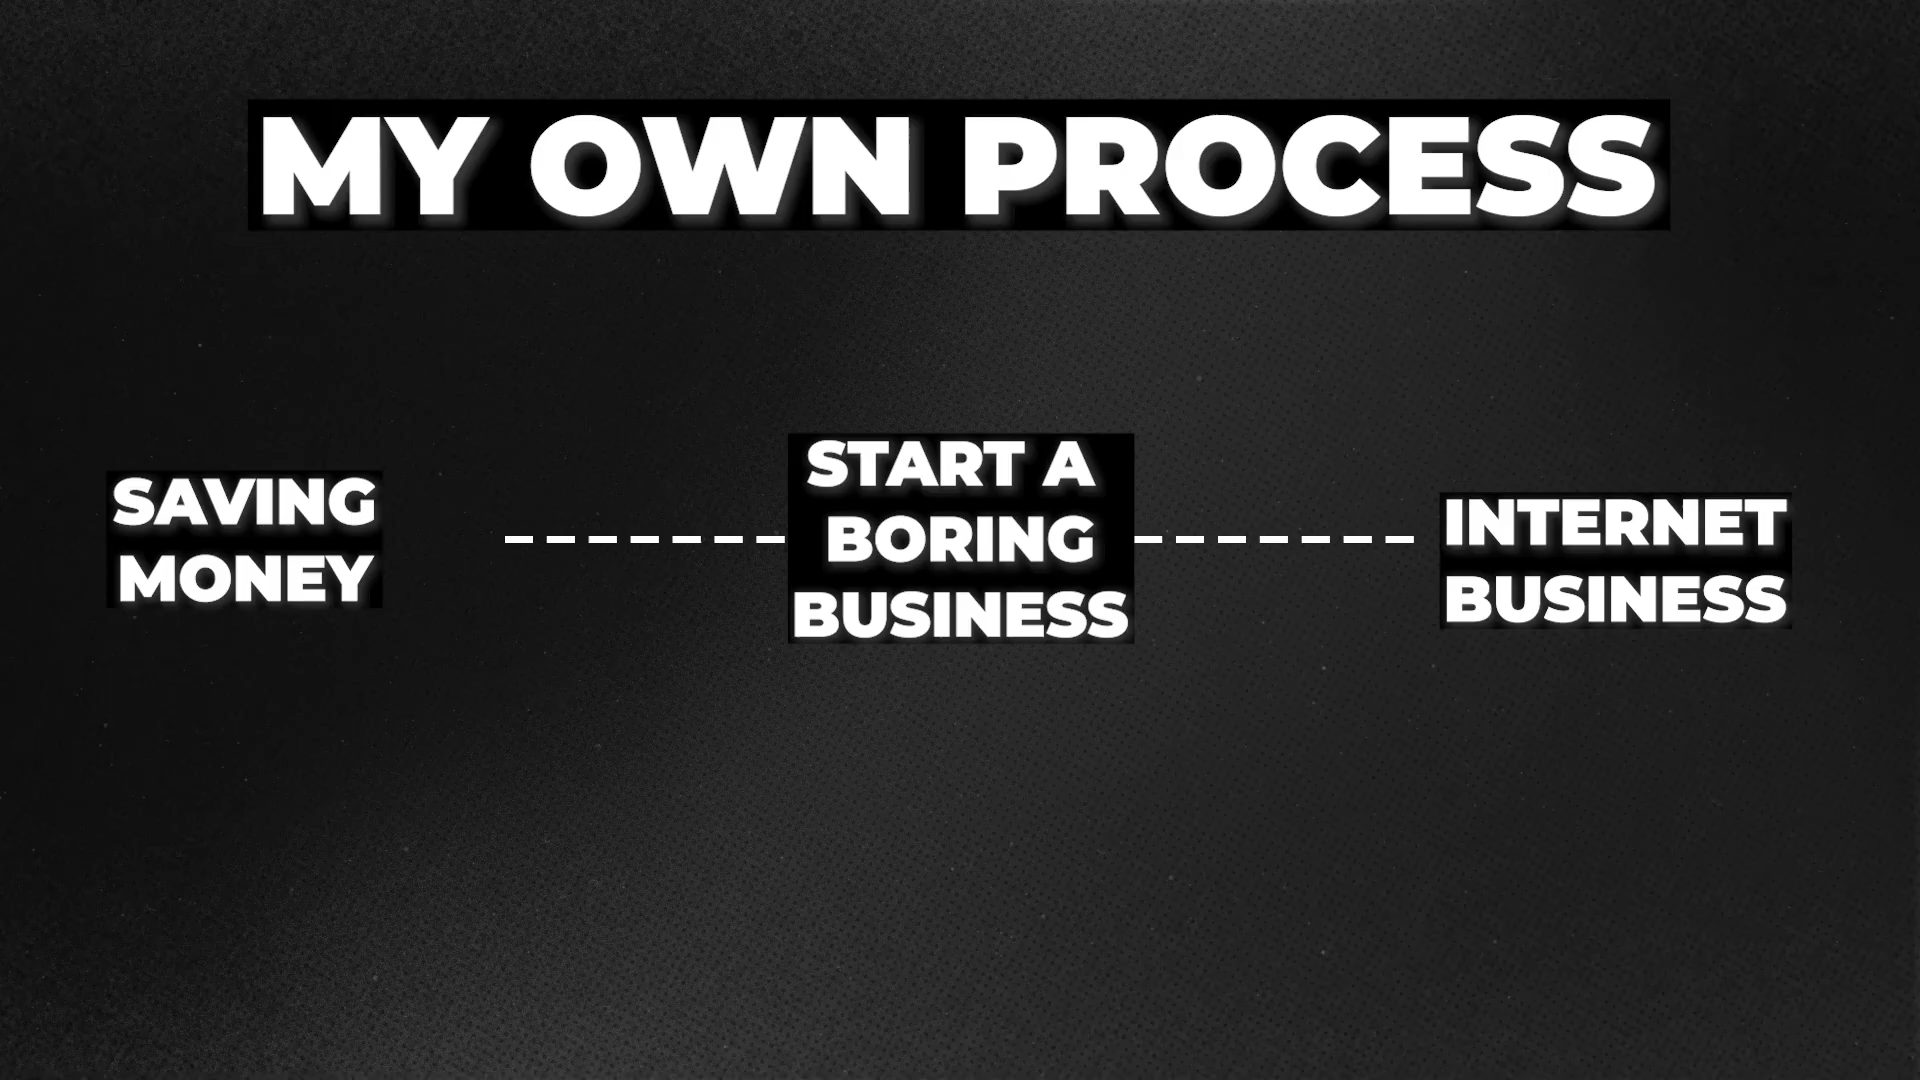 MY OWN PROCESS
SAVING
MONEY
START A
BORING
BUSINESS
INTERNET
BUSINESS